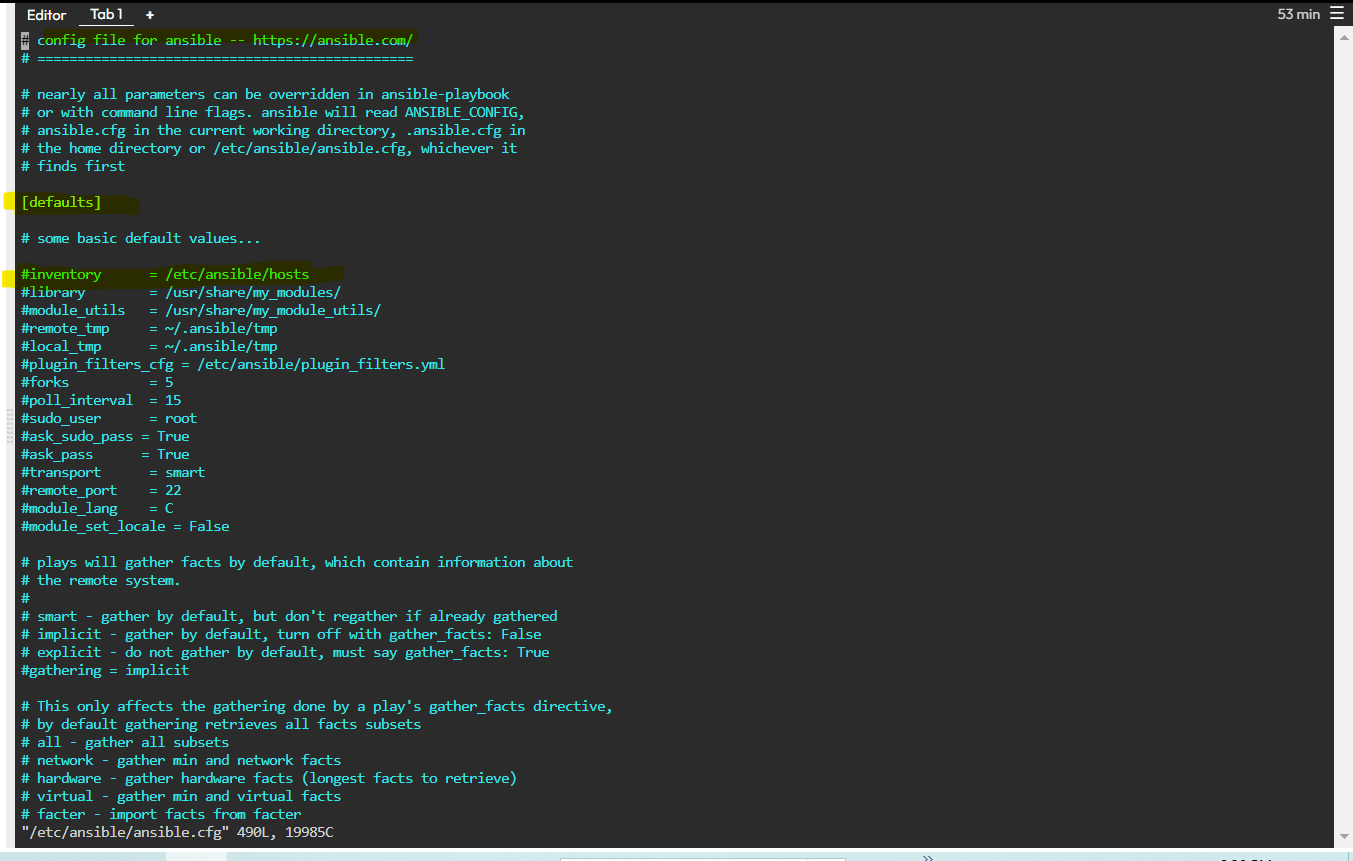 Editor Tab 1 + 53 min
# config file for ansible -- https://ansible.com/
# ===============================================
# nearly all parameters can be overridden in ansible-playbook
# or with command line flags. ansible will read ANSIBLE_CONFIG,
# ansible.cfg in the current working directory, .ansible.cfg in
# the home directory or /etc/ansible/ansible.cfg, whichever it
# finds first
[defaults]
# some basic default values...
#inventory      = /etc/ansible/hosts
#library        = /usr/share/my_modules/
#module_utils   = /usr/share/my_module_utils/
#remote_tmp     = ~/.ansible/tmp
#local_tmp      = ~/.ansible/tmp
#plugin_filters_cfg = /etc/ansible/plugin_filters.yml
#forks          = 5
#poll_interval  = 15
#sudo_user      = root
#ask_sudo_pass = True
#ask_pass      = True
#transport      = smart
#remote_port    = 22
#module_lang    = C
#module_set_locale = False
# plays will gather facts by default, which contain information about
# the remote system.
#
# smart - gather by default, but don't regather if already gathered
# implicit - gather by default, turn off with gather_facts: False
# explicit - do not gather by default, must say gather_facts: True
#gathering = implicit
# This only affects the gathering done by a play's gather_facts directive,
# by default gathering retrieves all facts subsets
# all - gather all subsets
# network - gather min and network facts
# hardware - gather hardware facts (longest facts to retrieve)
# virtual - gather min and virtual facts
# facter - import facts from facter
"/etc/ansible/ansible.cfg" 490L, 19985C